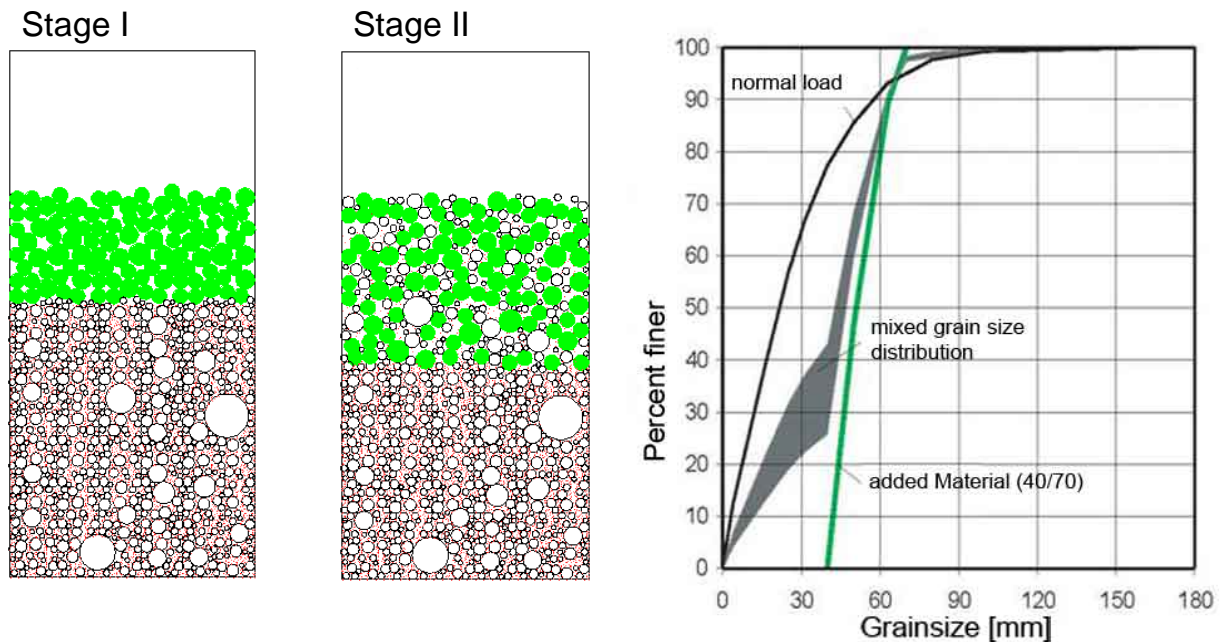 Stage I
Stage II
100
90
80
70
60
50
40
30
20
10
0
Percent finer
normal load
mixed grain size
distribution
added Material (40/70)
0 30 60 90 120 150 180
Grainsize [mm]